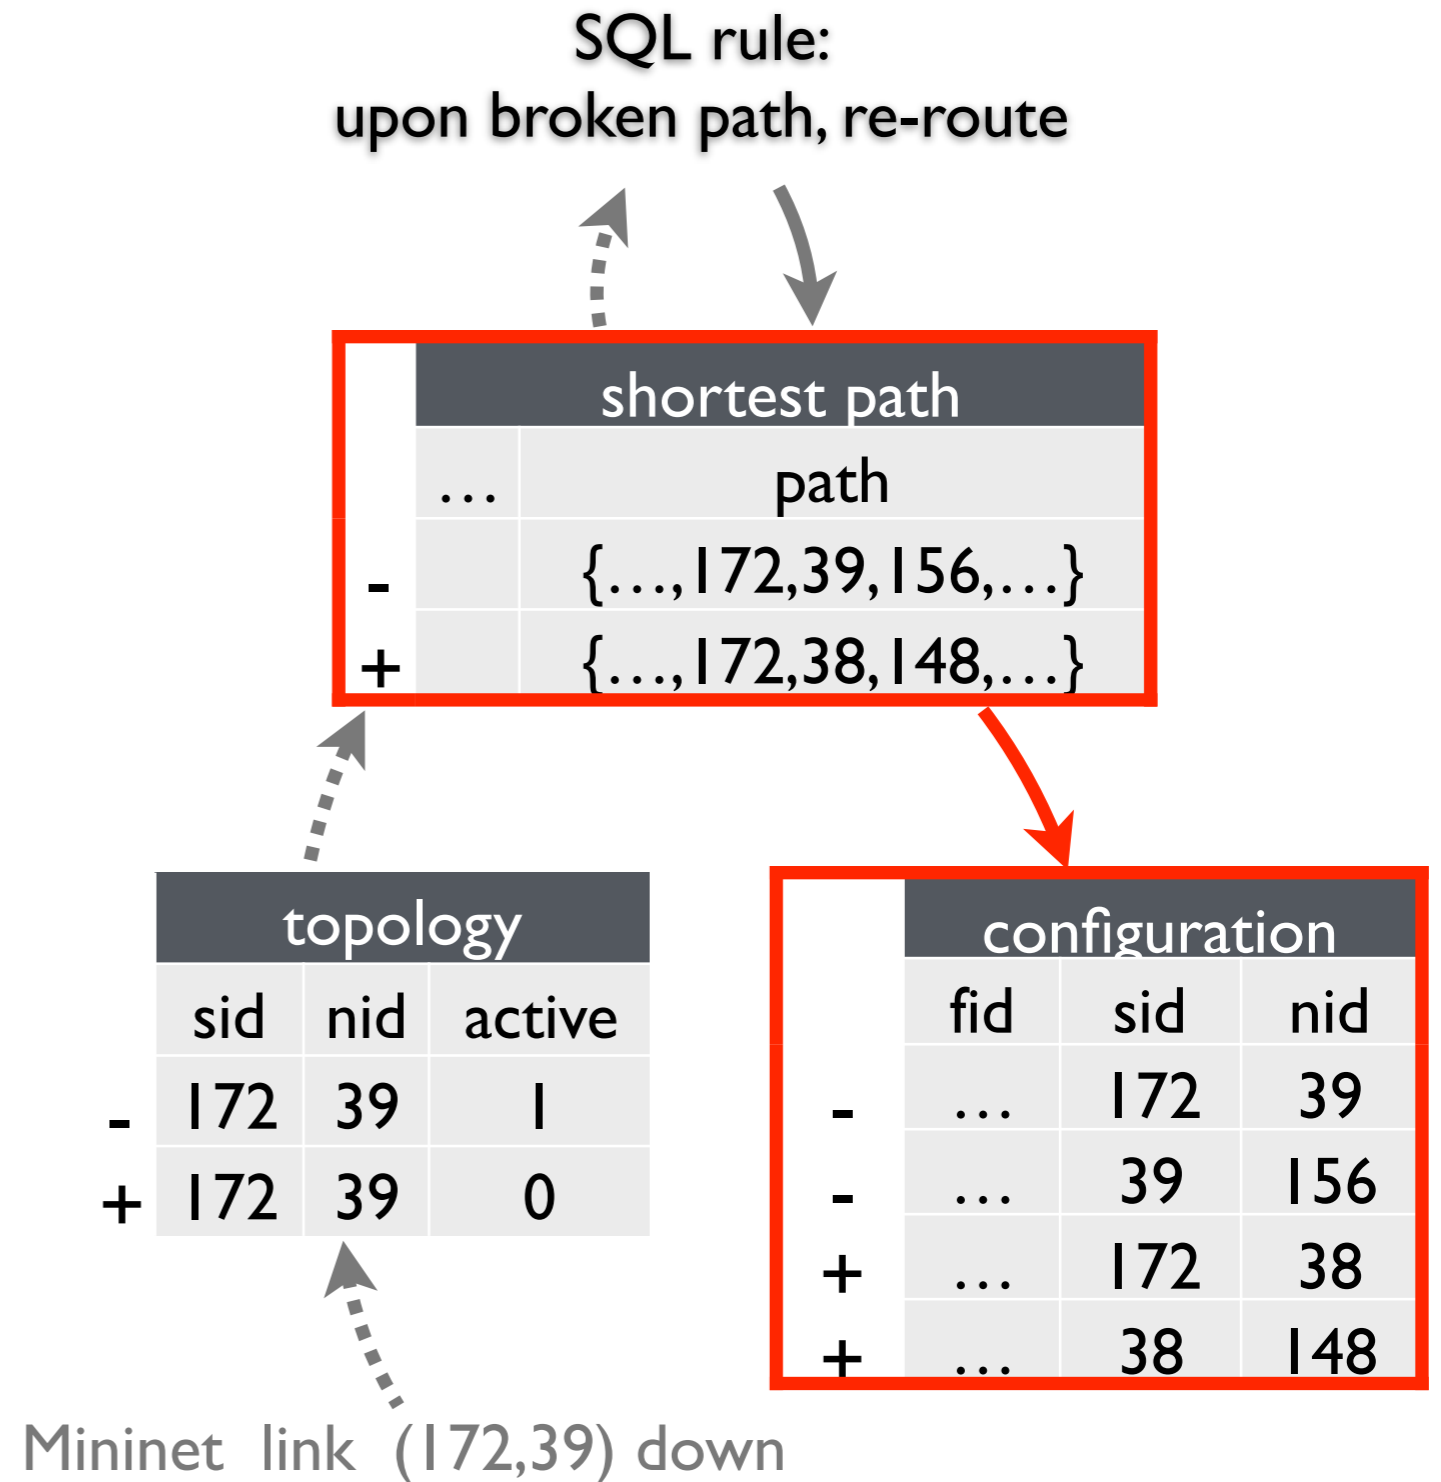 SQL rule:
upon broken path, re-route
shortest path
… path
- {…,172,39,156,…}
+ {…,172,38,148,…}
topology
sid nid active
- 172 39 1
+ 172 39 0
configuration
fid sid nid
- … 172 39
- … 39 156
+ … 172 38
+ … 38 148
Mininet link (172,39) down